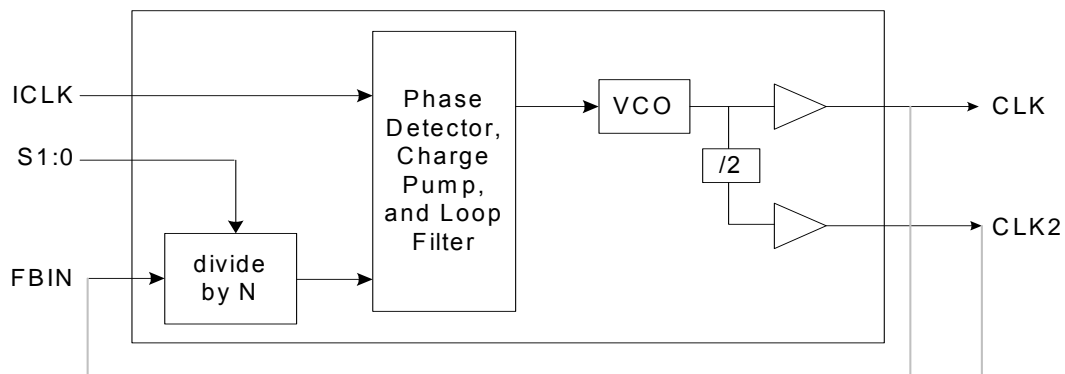 ICLK
S1:0
FBIN
divide
by N
Phase
Detector,
Charge
Pump,
and Loop
Filter
VCO
/2
CLK
CLK2